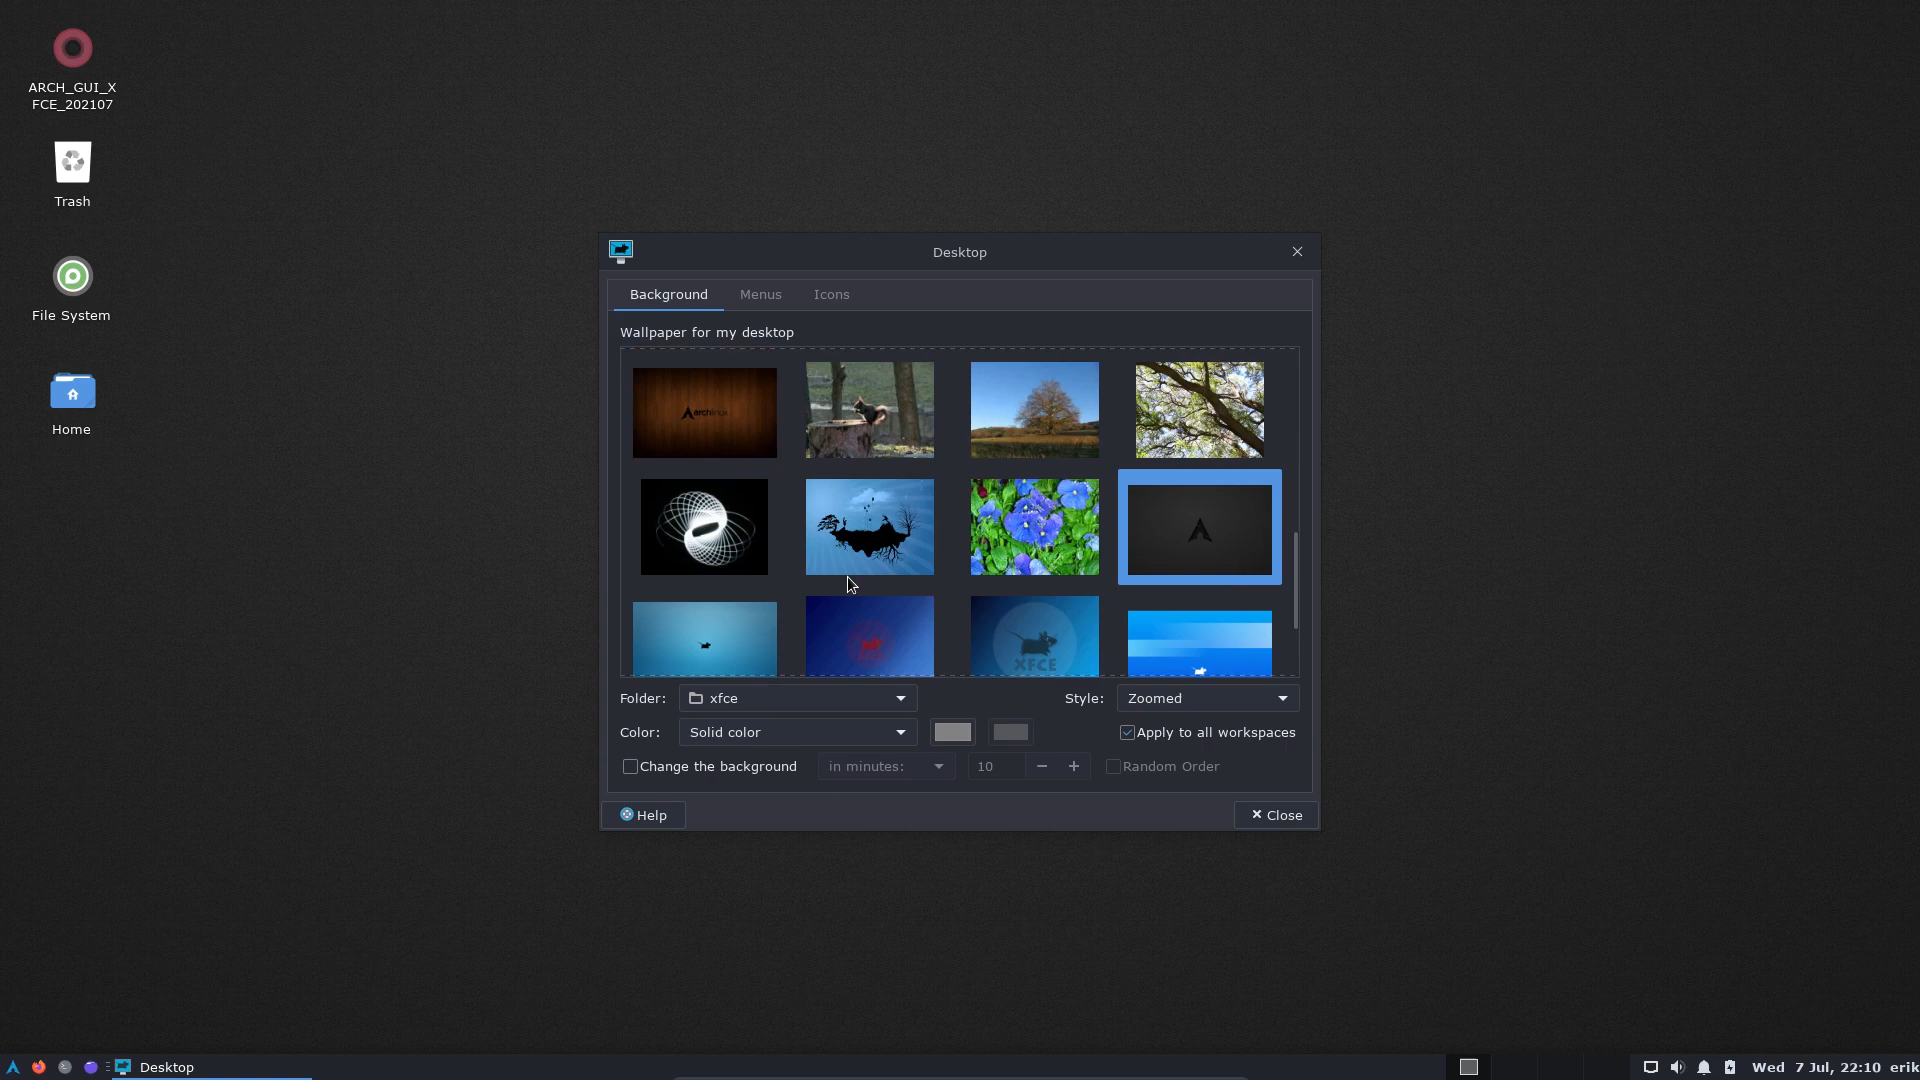 ARCH_GUI_X
FCE_202107
Trash
File System
Home
Desktop
Background Menus Icons
Wallpaper for my desktop
archlinux
XFCE
Folder: xfce Style: Zoomed
Color: Solid color Apply to all workspaces
Change the background in minutes: 10 Random Order
Help Close
Desktop Wed 7 Jul, 22:10 erik